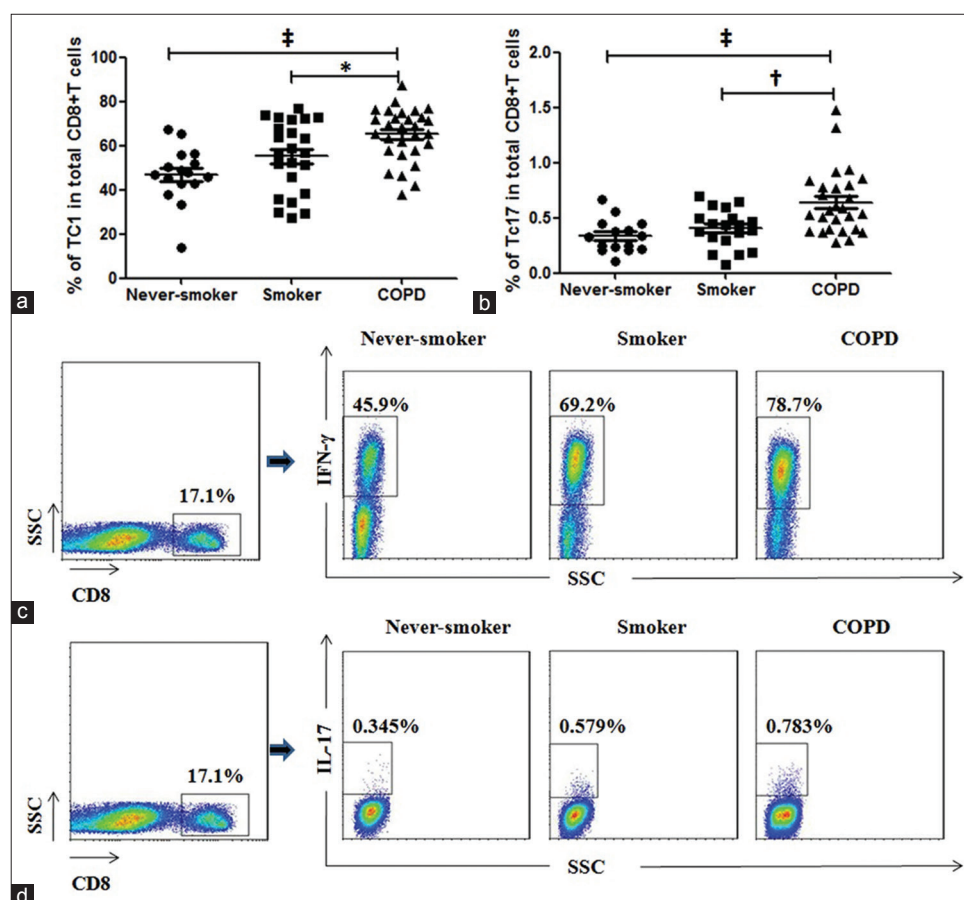 ‡
*
% of TC1 in total CD8+T cells
100
80
60
40
20
0
Never-smoker Smoker COPD
a
‡
†
% of Tc17 in total CD8+T cells
2.0
1.5
1.0
0.5
0.0
Never-smoker Smoker COPD
b
Never-smoker Smoker COPD
17.1%
SSC
CD8
IFN-γ
45.9% 69.2% 78.7%
SSC
c
Never-smoker Smoker COPD
17.1%
SSC
CD8
IL-17
0.345% 0.579% 0.783%
SSC
d